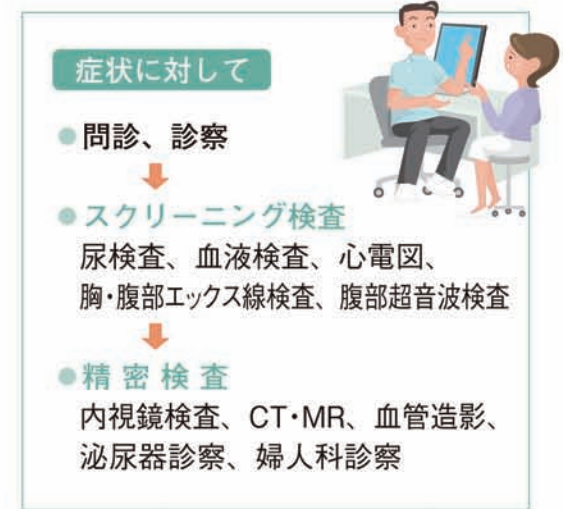 症状に対して
●問診、診察
●スクリーニング検査
尿検査、血液検査、心電図、
胸・腹部エックス線検査、腹部超音波検査
●精密検査
内視鏡検査、CT・MR、血管造影、
泌尿器診察、婦人科診察